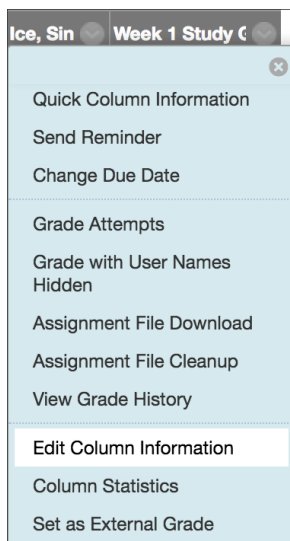 Ice, Sin Week 1 Study G
Quick Column Information
Send Reminder
Change Due Date
Grade Attempts
Grade with User Names
Hidden
Assignment File Download
Assignment File Cleanup
View Grade History
Edit Column Information
Column Statistics
Set as External Grade